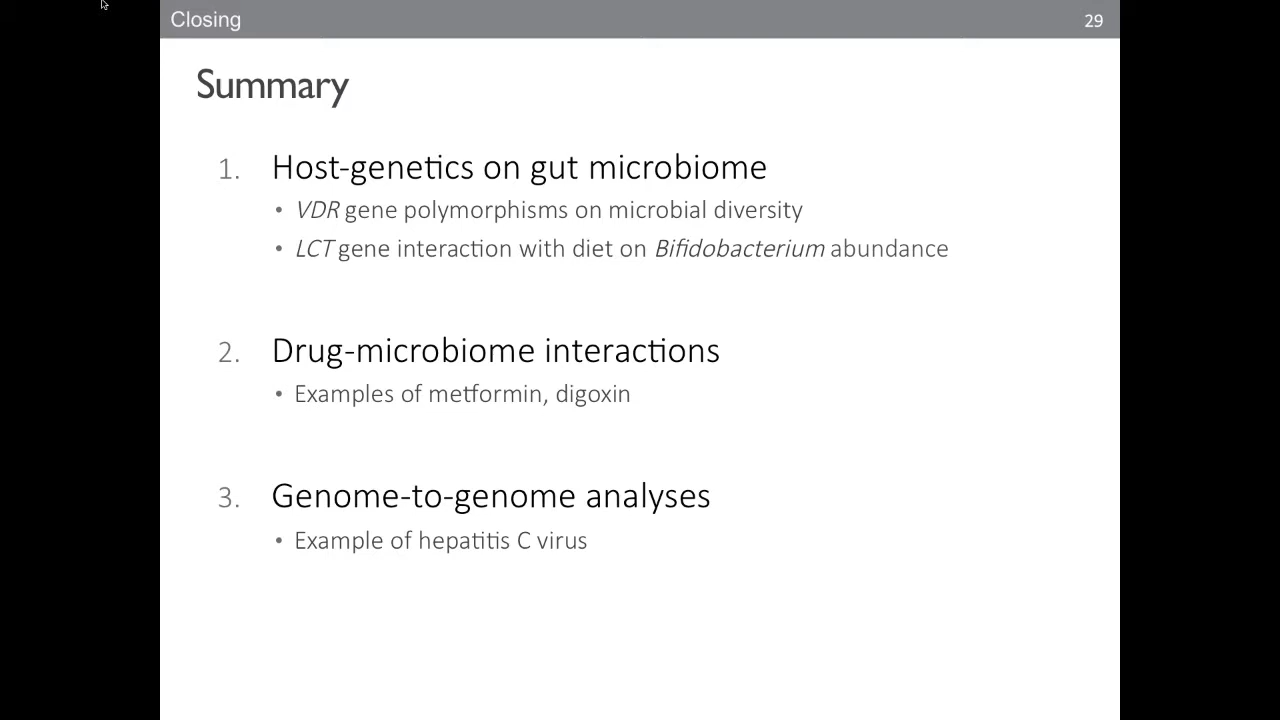 Closing
29
Summary
1. Host-genetics on gut microbiome
• VDR gene polymorphisms on microbial diversity
• LCT gene interaction with diet on Bifidobacterium abundance
2. Drug-microbiome interactions
• Examples of metformin, digoxin
3. Genome-to-genome analyses
• Example of hepatitis C virus